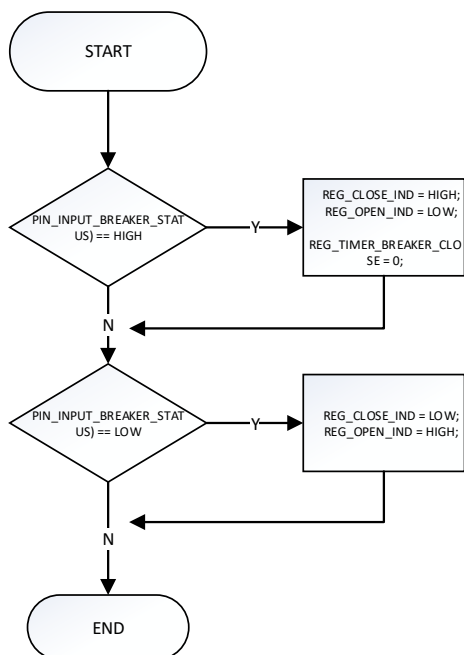 START
PIN_INPUT_BREAKER_STAT
US) == HIGH
Y
REG_CLOSE_IND = HIGH;
REG_OPEN_IND = LOW;
REG_TIMER_BREAKER_CLO
SE = 0;
N
PIN_INPUT_BREAKER_STAT
US) == LOW
Y
REG_CLOSE_IND = LOW;
REG_OPEN_IND = HIGH;
N
END